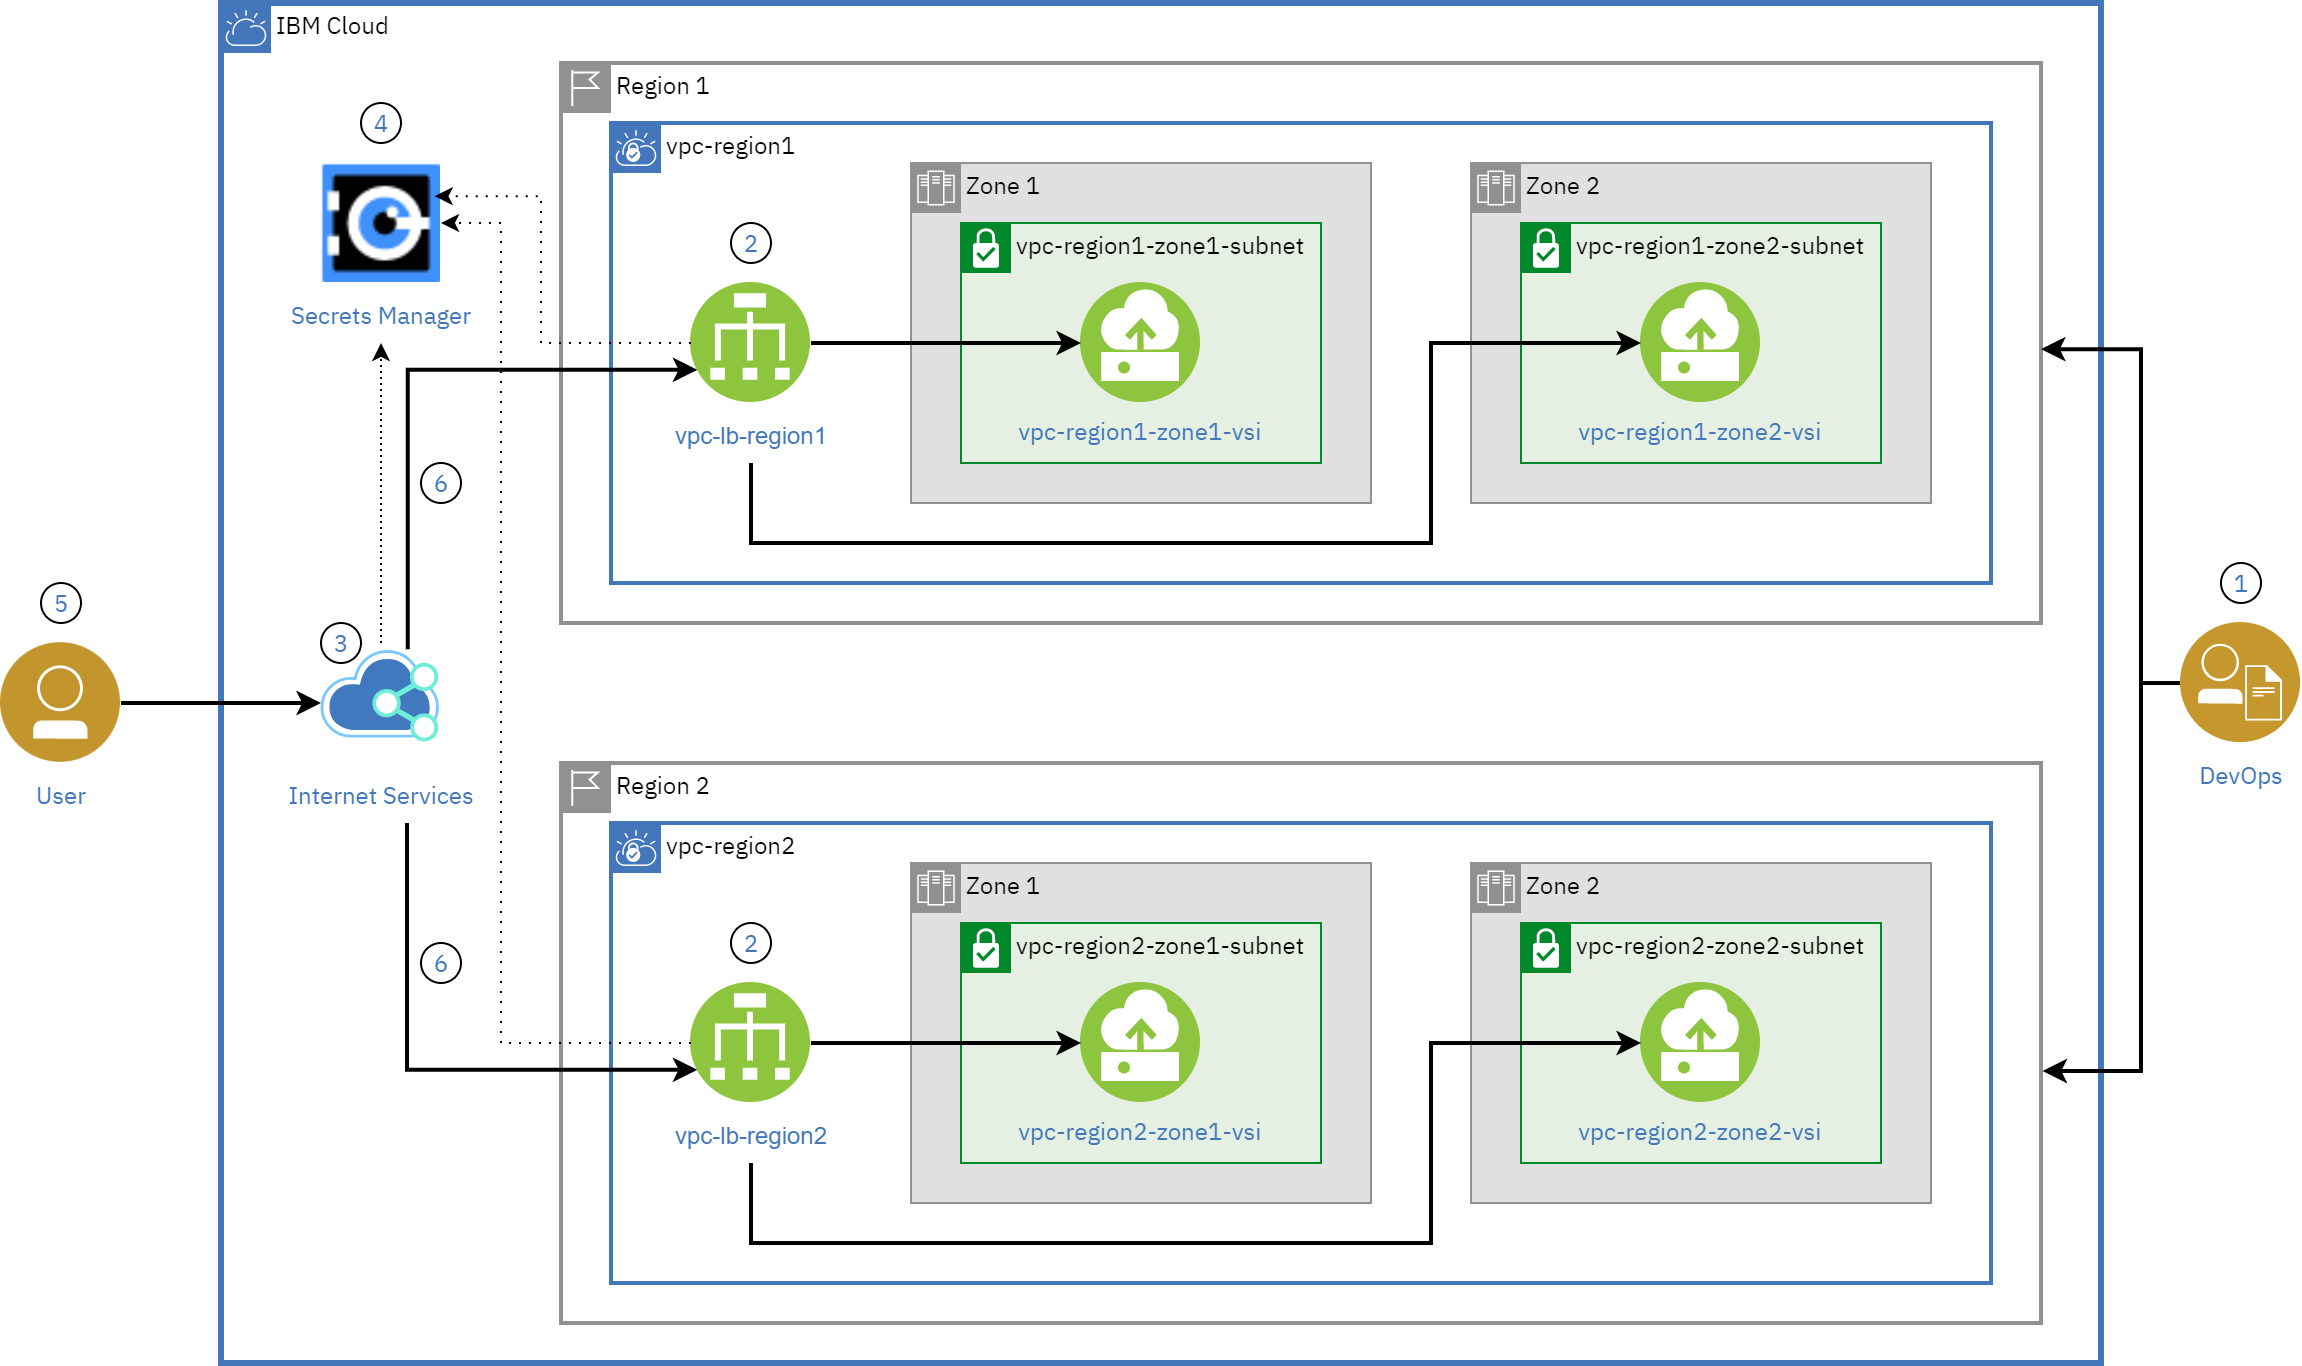 IBM Cloud
4
Secrets Manager
Region 1
vpc-region1
2
vpc-lb-region1
Zone 1
vpc-region1-zone1-subnet
vpc-region1-zone1-vsi
Zone 2
vpc-region1-zone2-subnet
vpc-region1-zone2-vsi
6
5
User
3
Internet Services
1
DevOps
6
Region 2
vpc-region2
2
vpc-lb-region2
Zone 1
vpc-region2-zone1-subnet
vpc-region2-zone1-vsi
Zone 2
vpc-region2-zone2-subnet
vpc-region2-zone2-vsi